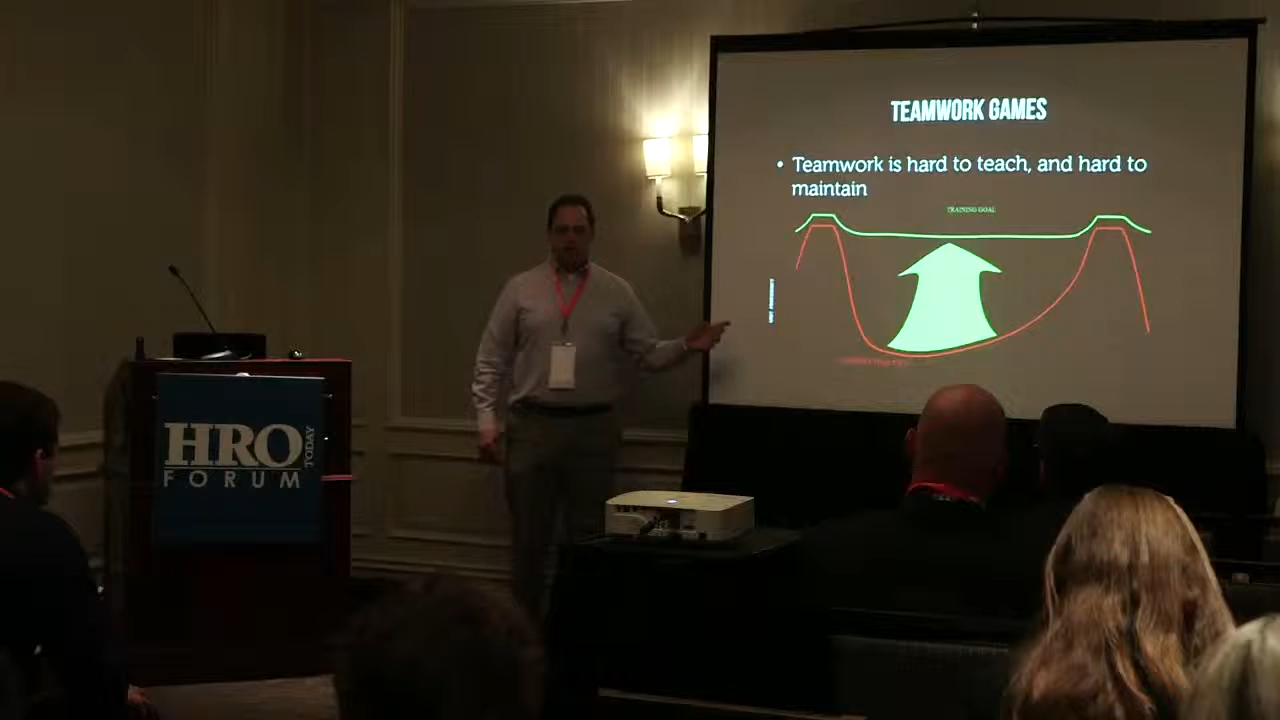 TEAMWORK GAMES
• Teamwork is hard to teach, and hard to
maintain
TRAINING GOAL
HRO TODAY
FORUM